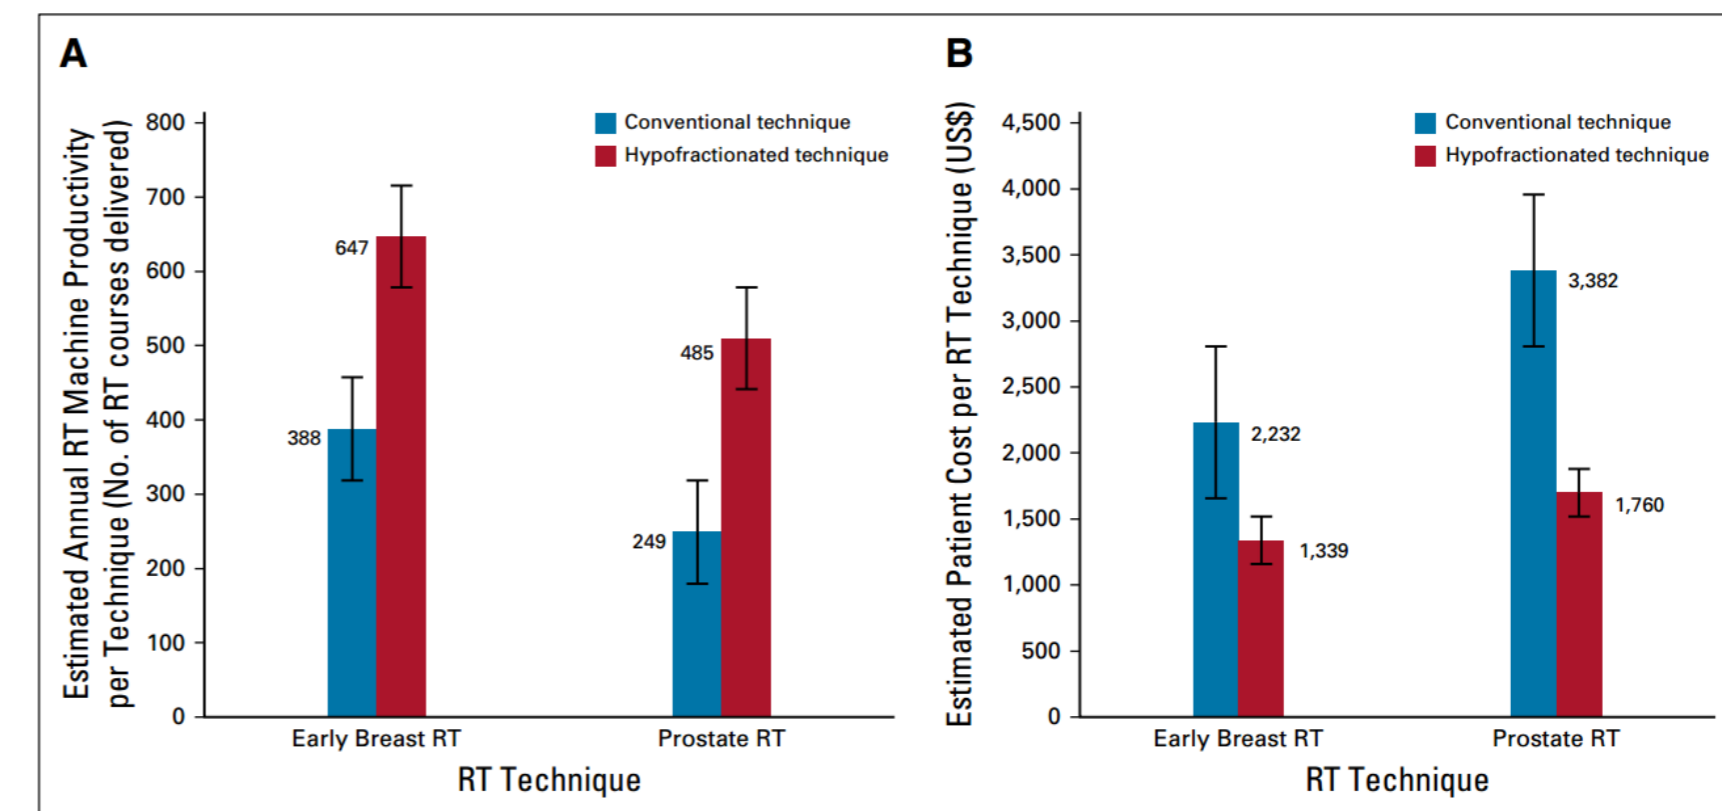 A
Estimated Annual RT Machine Productivity
per Technique (No. of RT courses delivered)
800
700
600
500
400
300
200
100
0
Conventional technique
Hypofractionated technique
647
388
485
249
Early Breast RT
Prostate RT
RT Technique
B
Estimated Patient Cost per RT Technique (US$)
4,500
4,000
3,500
3,000
2,500
2,000
1,500
1,000
500
0
Conventional technique
Hypofractionated technique
2,232
1,339
3,382
1,760
Early Breast RT
Prostate RT
RT Technique